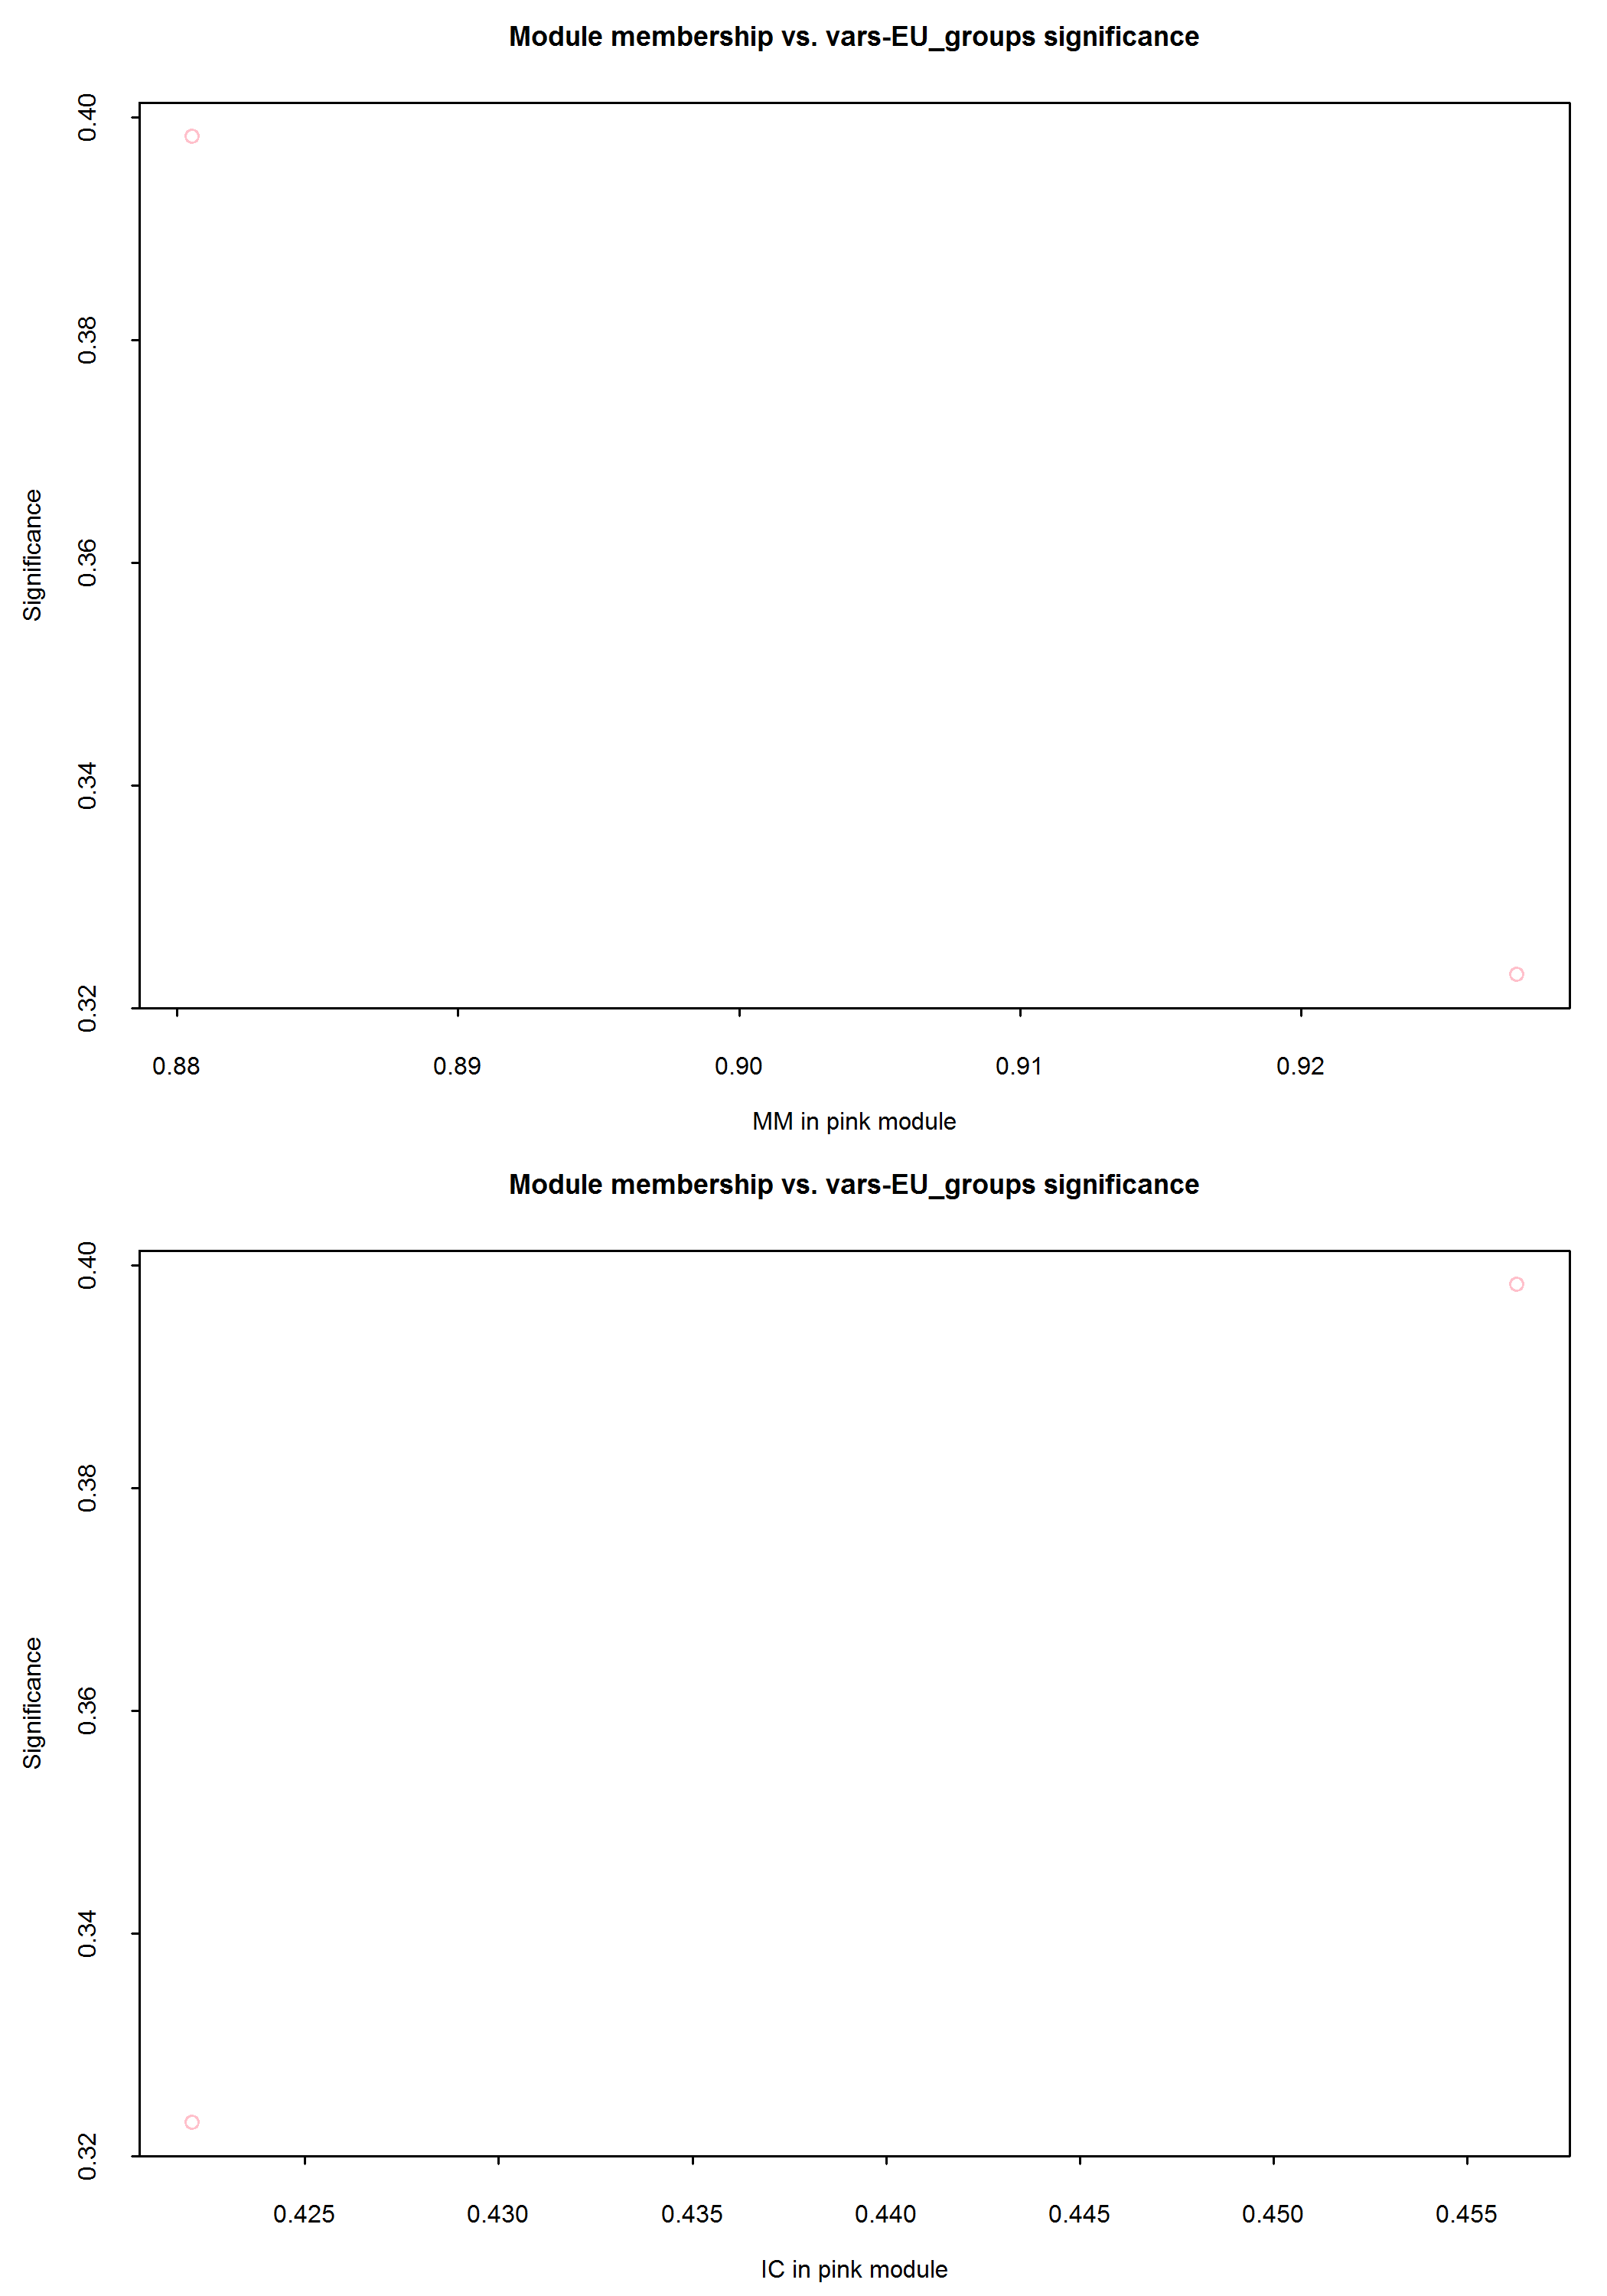 Module membership vs. vars-EU_groups significance
0.40
0.38
0.36
0.34
0.32
Significance
0.88 0.89 0.90 0.91 0.92
MM in pink module
Module membership vs. vars-EU_groups significance
0.40
0.38
0.36
0.34
0.32
Significance
0.425 0.430 0.435 0.440 0.445 0.450 0.455
IC in pink module